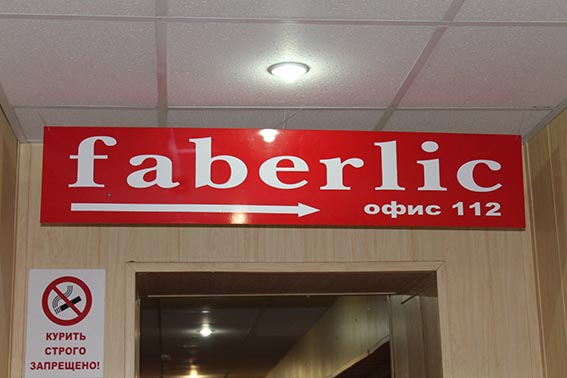 faberlic
офис 112
КУРИТЬ
СТРОГО
ЗАПРЕЩЕНО!